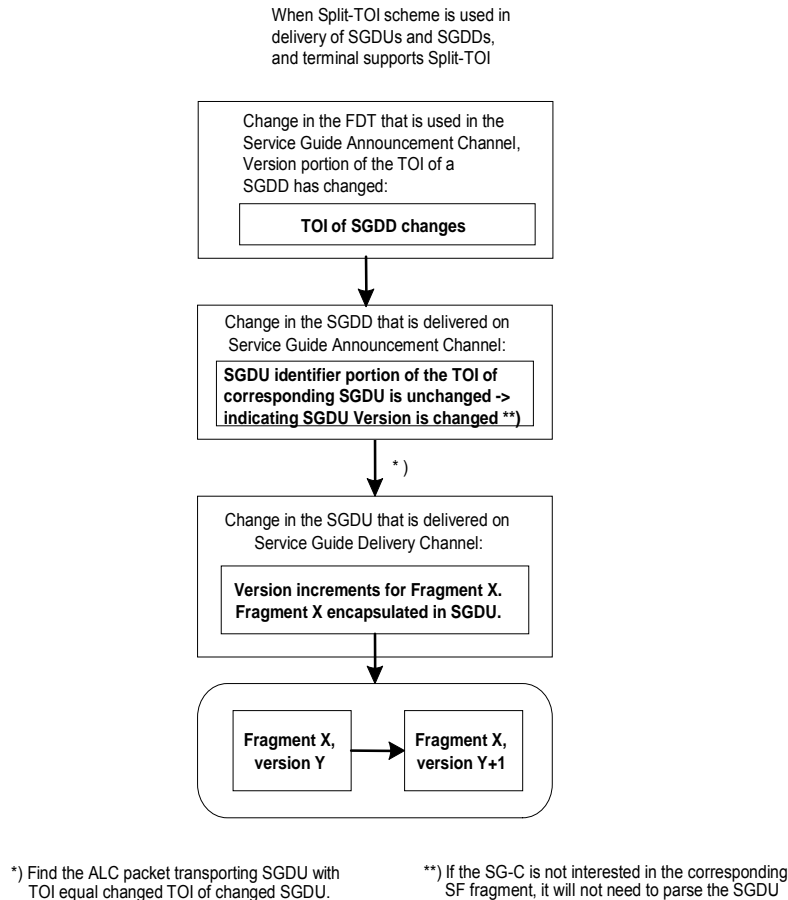 When Split-TOI scheme is used in
delivery of SGDUs and SGDDs,
and terminal supports Split-TOI
Change in the FDT that is used in the
Service Guide Announcement Channel,
Version portion of the TOI of a
SGDD has changed:
TOI of SGDD changes
Change in the SGDD that is delivered on
Service Guide Announcement Channel:
SGDU identifier portion of the TOI of
corresponding SGDU is unchanged ->
indicating SGDU Version is changed **)
* )
Change in the SGDU that is delivered on
Service Guide Delivery Channel:
Version increments for Fragment X.
Fragment X encapsulated in SGDU.
Fragment X,
version Y
Fragment X,
version Y+1
*) Find the ALC packet transporting SGDU with
TOI equal changed TOI of changed SGDU.
**) If the SG-C is not interested in the corresponding
SF fragment, it will not need to parse the SGDU